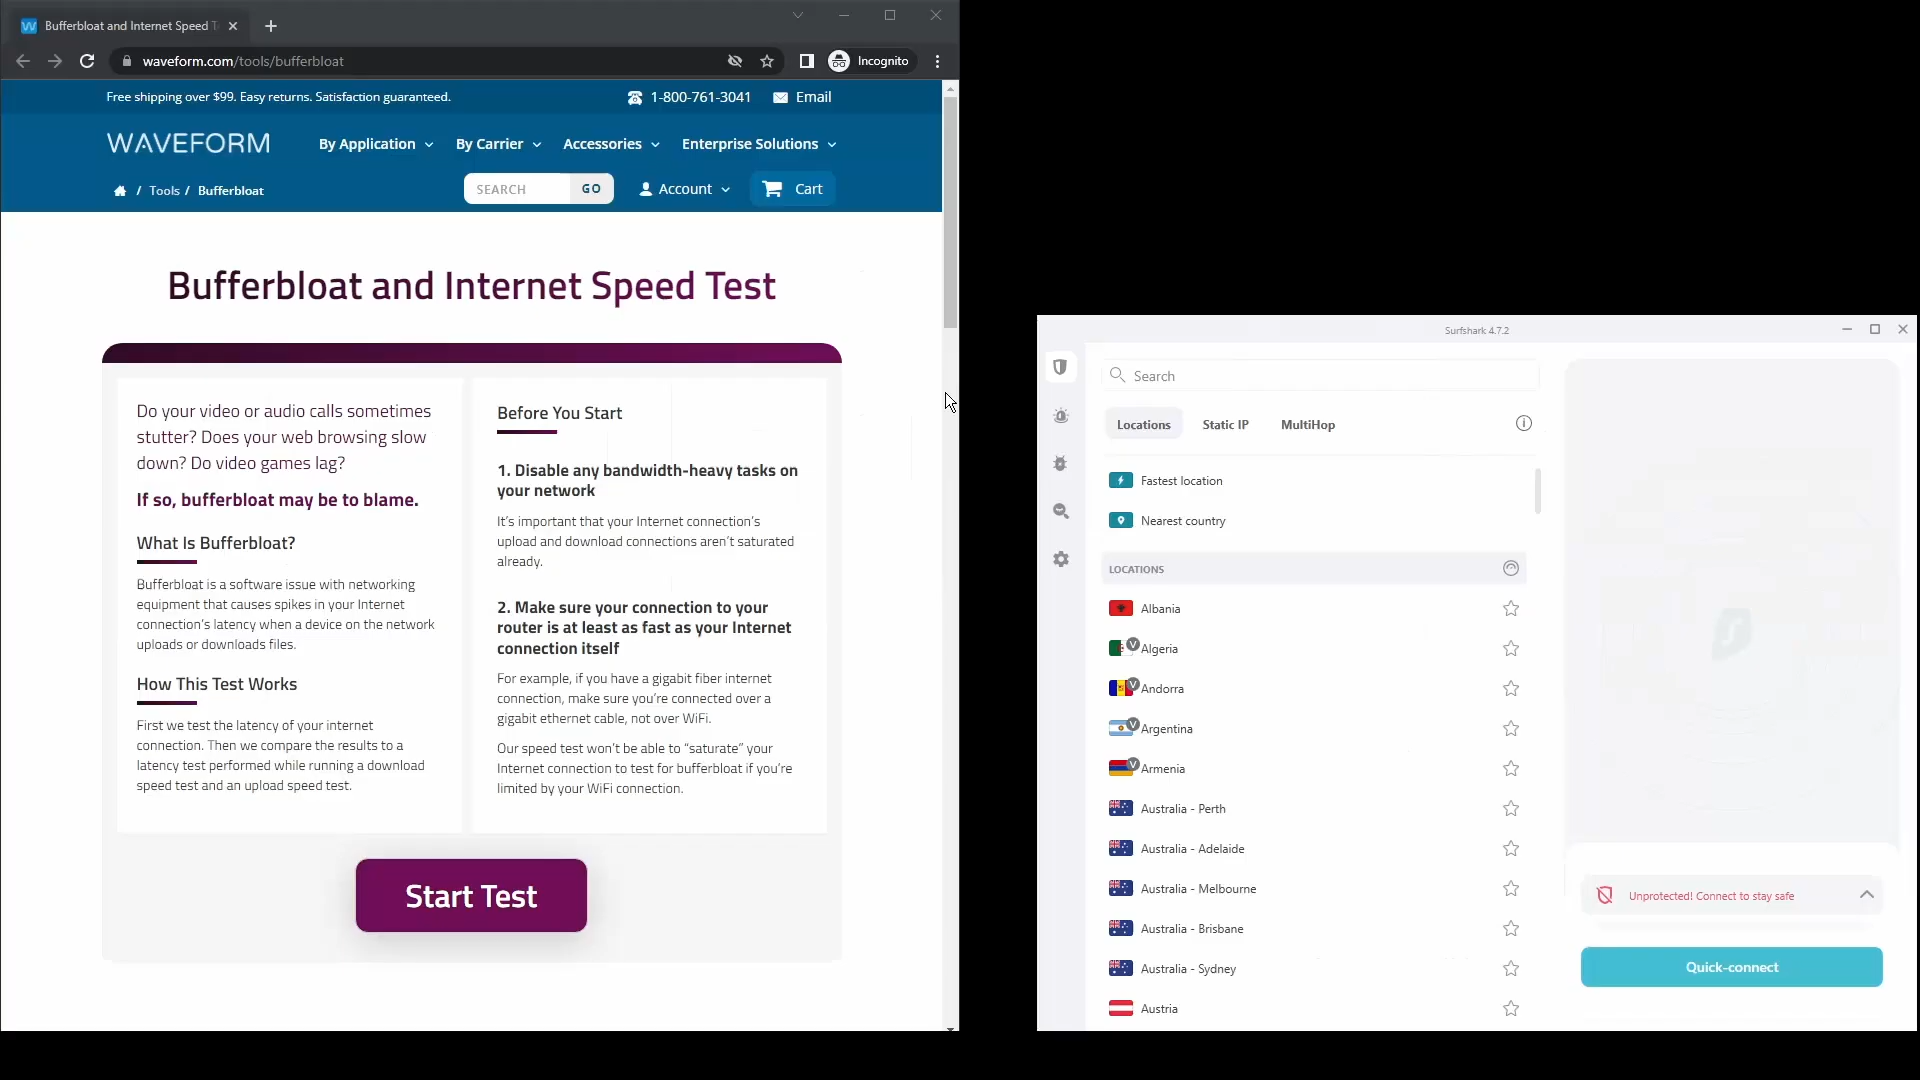 Bufferbloat and Internet Speed T
waveform.com/tools/bufferbloat
Incognito
Free shipping over $99. Easy returns. Satisfaction guaranteed.
1-800-761-3041
Email
WAVEFORM
By Application
By Carrier
Accessories
Enterprise Solutions
/ Tools / Bufferbloat
SEARCH
GO
Account
Cart
Bufferbloat and Internet Speed Test
Do your video or audio calls sometimes
stutter? Does your web browsing slow
down? Do video games lag?
If so, bufferbloat may be to blame.
What Is Bufferbloat?
Bufferbloat is a software issue with networking
equipment that causes spikes in your Internet
connection's latency when a device on the network
uploads or downloads files.
How This Test Works
First we test the latency of your internet
connection. Then we compare the results to a
latency test performed while running a download
speed test and an upload speed test.
Before You Start
1. Disable any bandwidth-heavy tasks on
your network
It's important that your Internet connection's
upload and download connections aren't saturated
already.
2. Make sure your connection to your
router is at least as fast as your Internet
connection itself
For example, if you have a gigabit fiber internet
connection, make sure you're connected over a
gigabit ethernet cable, not over WiFi.
Our speed test won't be able to “saturate” your
Internet connection to test for bufferbloat if you're
limited by your WiFi connection.
Start Test
Surfshark 4.7.2
Search
Locations
Static IP
MultiHop
Fastest location
Nearest country
LOCATIONS
Albania
V Algeria
V Andorra
V Argentina
V Armenia
Australia - Perth
Australia - Adelaide
Australia - Melbourne
Australia - Brisbane
Australia - Sydney
Austria
Unprotected! Connect to stay safe
Quick-connect